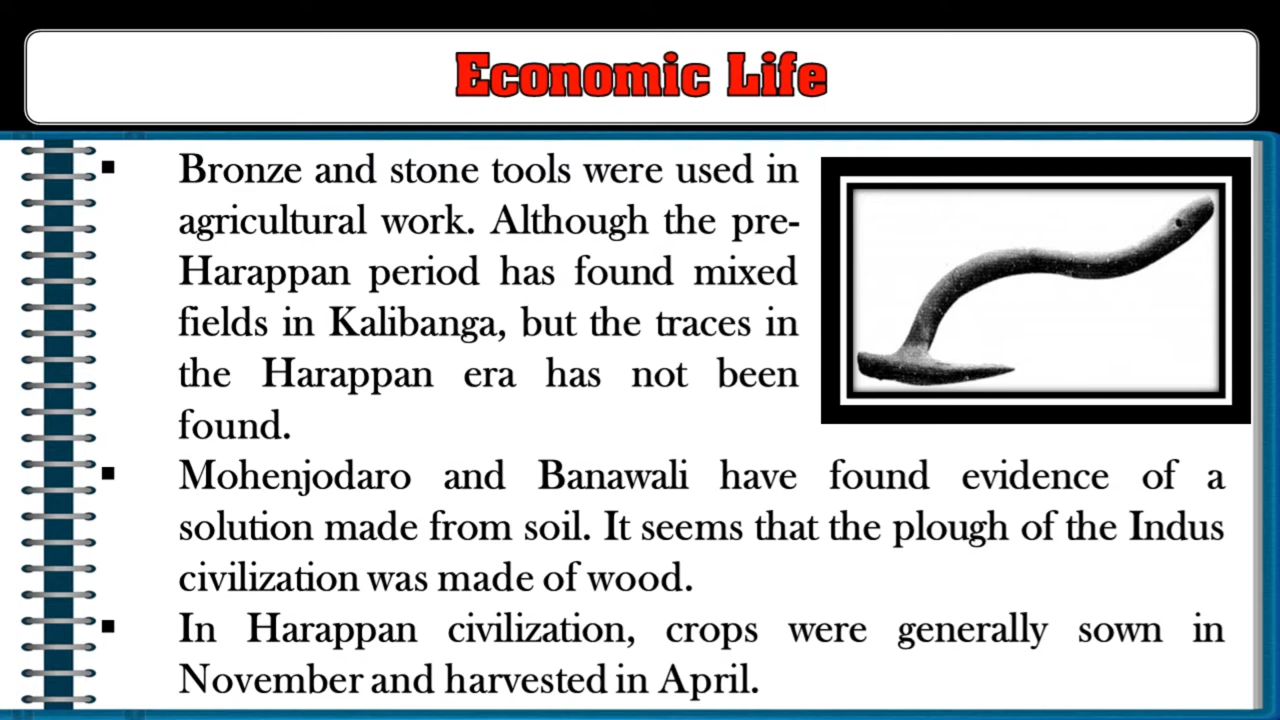 Economic Life
▪ Bronze and stone tools were used in
agricultural work. Although the pre-
Harappan period has found mixed
fields in Kalibanga, but the traces in
the Harappan era has not been
found.
▪ Mohenjodaro and Banawali have found evidence of a
solution made from soil. It seems that the plough of the Indus
civilization was made of wood.
▪ In Harappan civilization, crops were generally sown in
November and harvested in April.